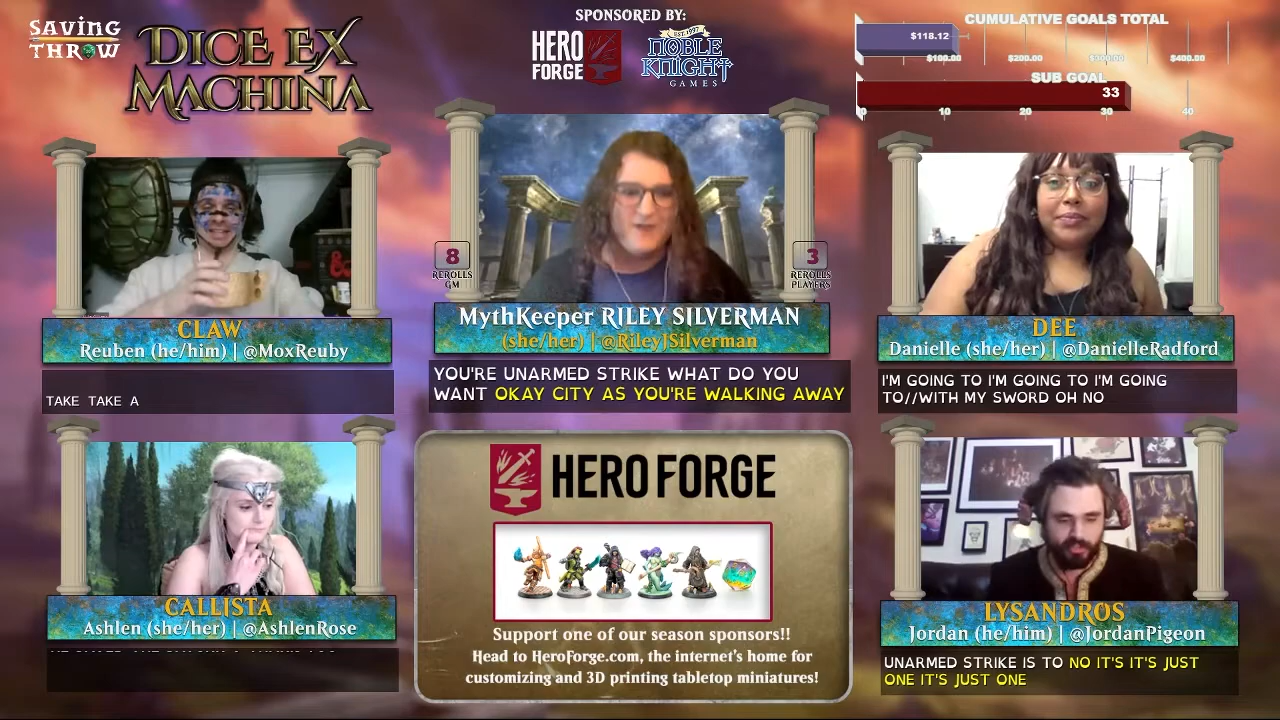 SAVING
THROW
DICE EX
MACHINA
SPONSORED BY:
HERO
FORGE
EST. 1997
NOBLE
KNIGHT
GAMES
CUMULATIVE GOALS TOTAL
$118.12
$100.00 $200.00 $300.00 $400.00
SUB GOAL
33
0 10 20 30 40
8
REROLLS
GM
3
REROLLS
PLAYERS
CLAW
Reuben (he/him) | @MoxReuby
TAKE TAKE A
MythKeeper RILEY SILVERMAN
(she/her) | @RileyJSilverman
YOU'RE UNARMED STRIKE WHAT DO YOU
WANT OKAY CITY AS YOU'RE WALKING AWAY
DEE
Danielle (she/her) | @DanielleRadford
I'M GOING TO I'M GOING TO I'M GOING
TO//WITH MY SWORD OH NO
CALLISTA
Ashlen (she/her) | @AshlenRose
HERO FORGE
Support one of our season sponsors!!
Head to HeroForge.com, the internet's home for
customizing and 3D printing tabletop miniatures!
LYSANDROS
Jordan (he/him) | @JordanPigeon
UNARMED STRIKE IS TO NO IT'S IT'S JUST
ONE IT'S JUST ONE